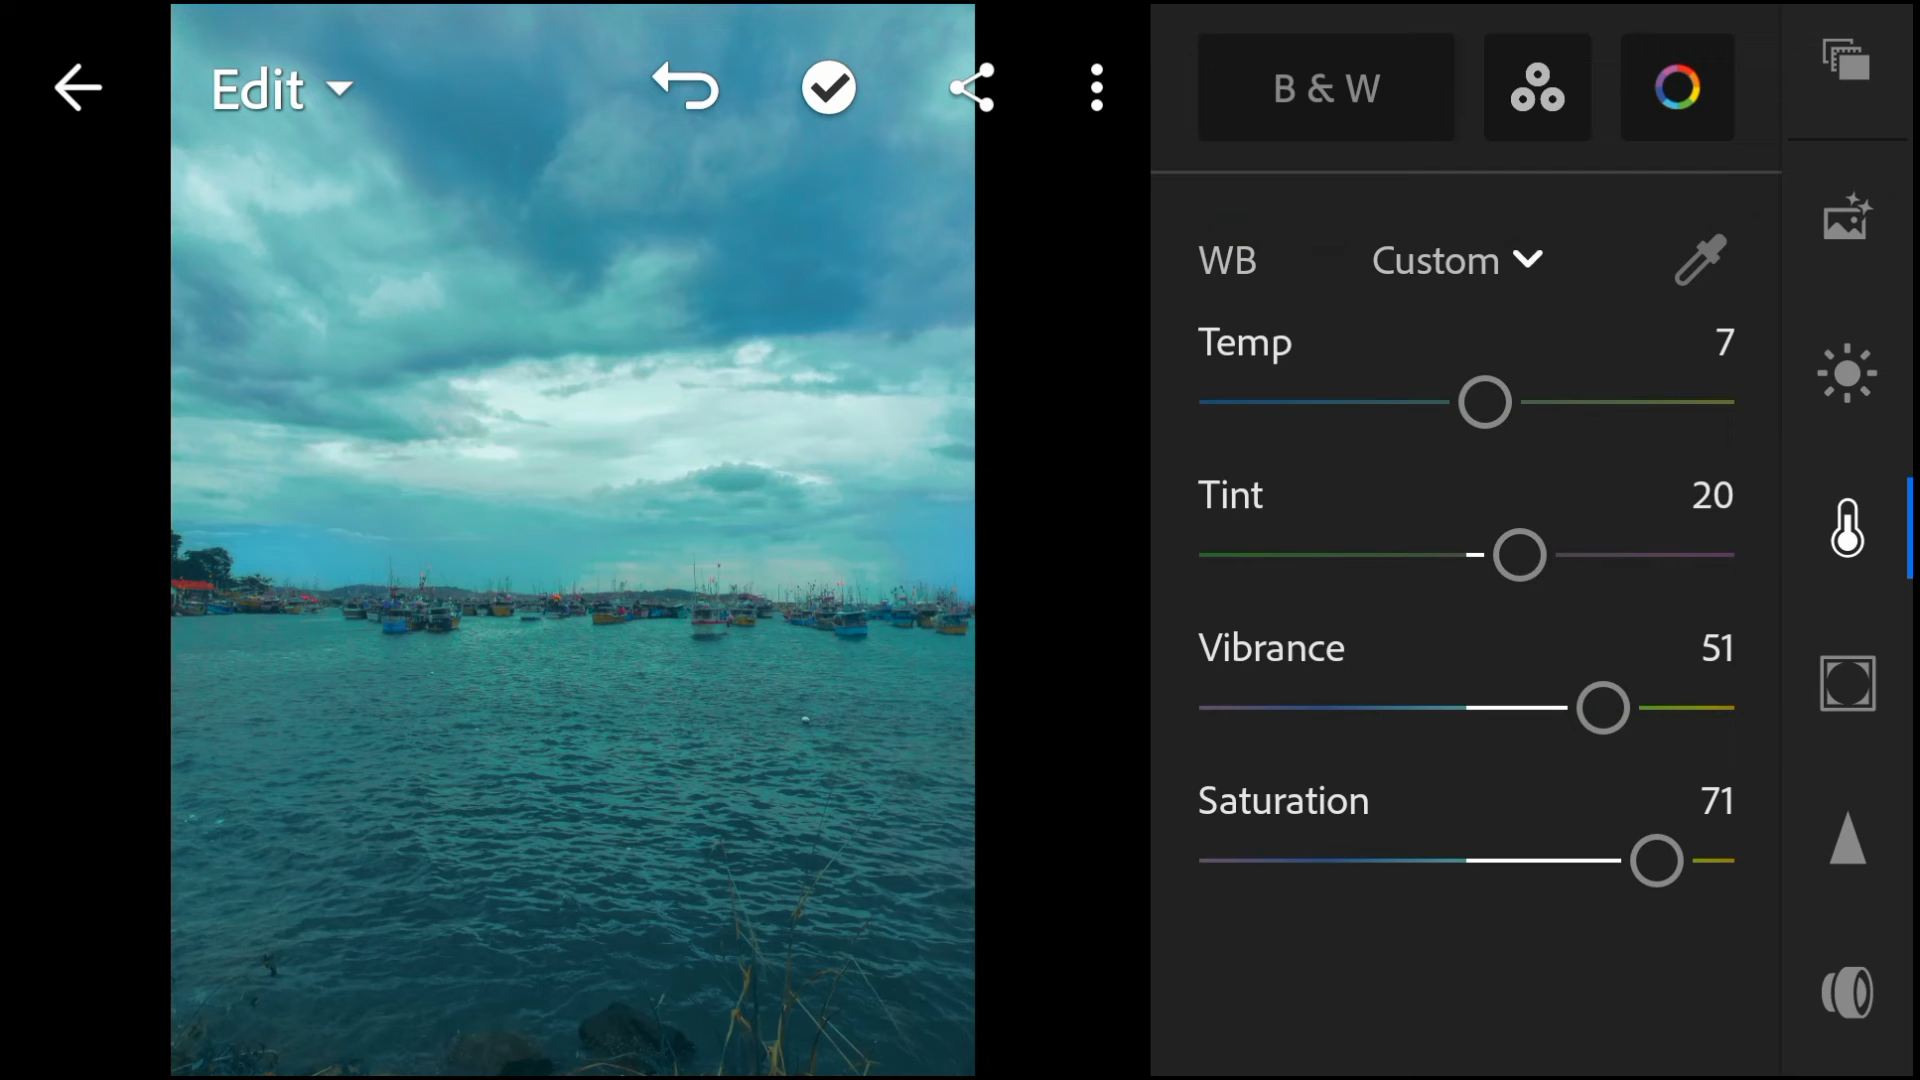 Edit
B & W
WB Custom
Temp 7
Tint 20
Vibrance 51
Saturation 71